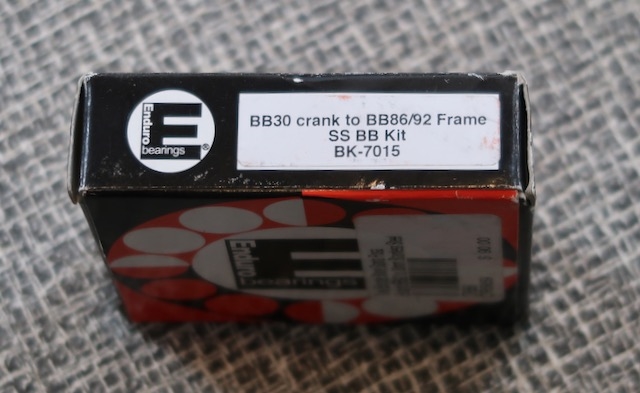 Enduro
bearings
®
BB30 crank to BB86/92 Frame
SS BB Kit
BK-7015
Enduro
bearings